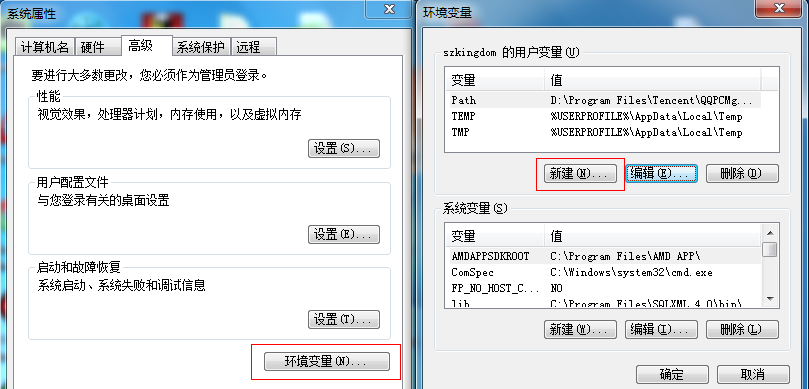 系统属性
计算机名
硬件
高级
系统保护
远程
要进行大多数更改，您必须作为管理员登录。
性能
视觉效果，处理器计划，内存使用，以及虚拟内存
设置(S)...
用户配置文件
与您登录有关的桌面设置
设置(E)...
启动和故障恢复
系统启动、系统失败和调试信息
设置(T)...
环境变量(N)...
环境变量
szkingdom 的用户变量(U)
变量 值
Path D:\Program Files\Tencent\QQPCMg...
TEMP %USERPROFILE%\AppData\Local\Temp
TMP %USERPROFILE%\AppData\Local\Temp
新建(N)... 编辑(E)... 删除(D)
系统变量(S)
变量 值
AMDAPPSDKROOT C:\Program Files\AMD APP\
ComSpec C:\Windows\system32\cmd.exe
FP_NO_HOST_C... NO
lib C:\Program Files\SQLXML 4.0\bin\
新建(W)... 编辑(I)... 删除(L)
确定 取消